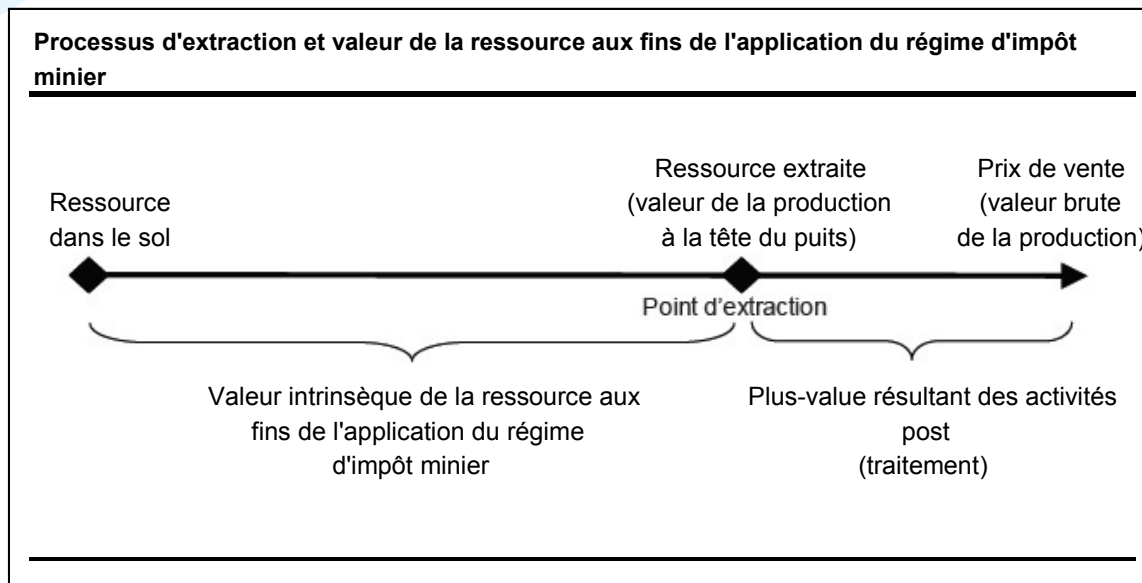 Processus d'extraction et valeur de la ressource aux fins de l'application du régime d'impôt
minier
Ressource
dans le sol
Ressource extraite
(valeur de la production
à la tête du puits)
Prix de vente
(valeur brute
de la production)
Point d'extraction
Valeur intrinsèque de la ressource aux
fins de l'application du régime
d'impôt minier
Plus-value résultant des activités
post
(traitement)